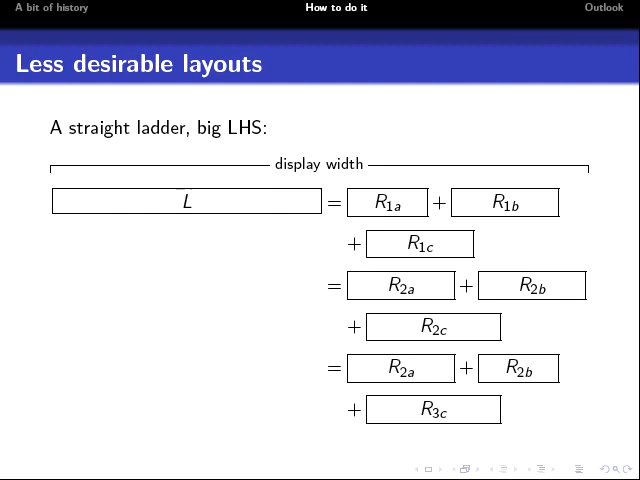 A bit of history How to do it Outlook
Less desirable layouts
A straight ladder, big LHS:
display width
L = R1a + R1b
+ R1c
= R2a + R2b
+ R2c
= R2a + R2b
+ R3c